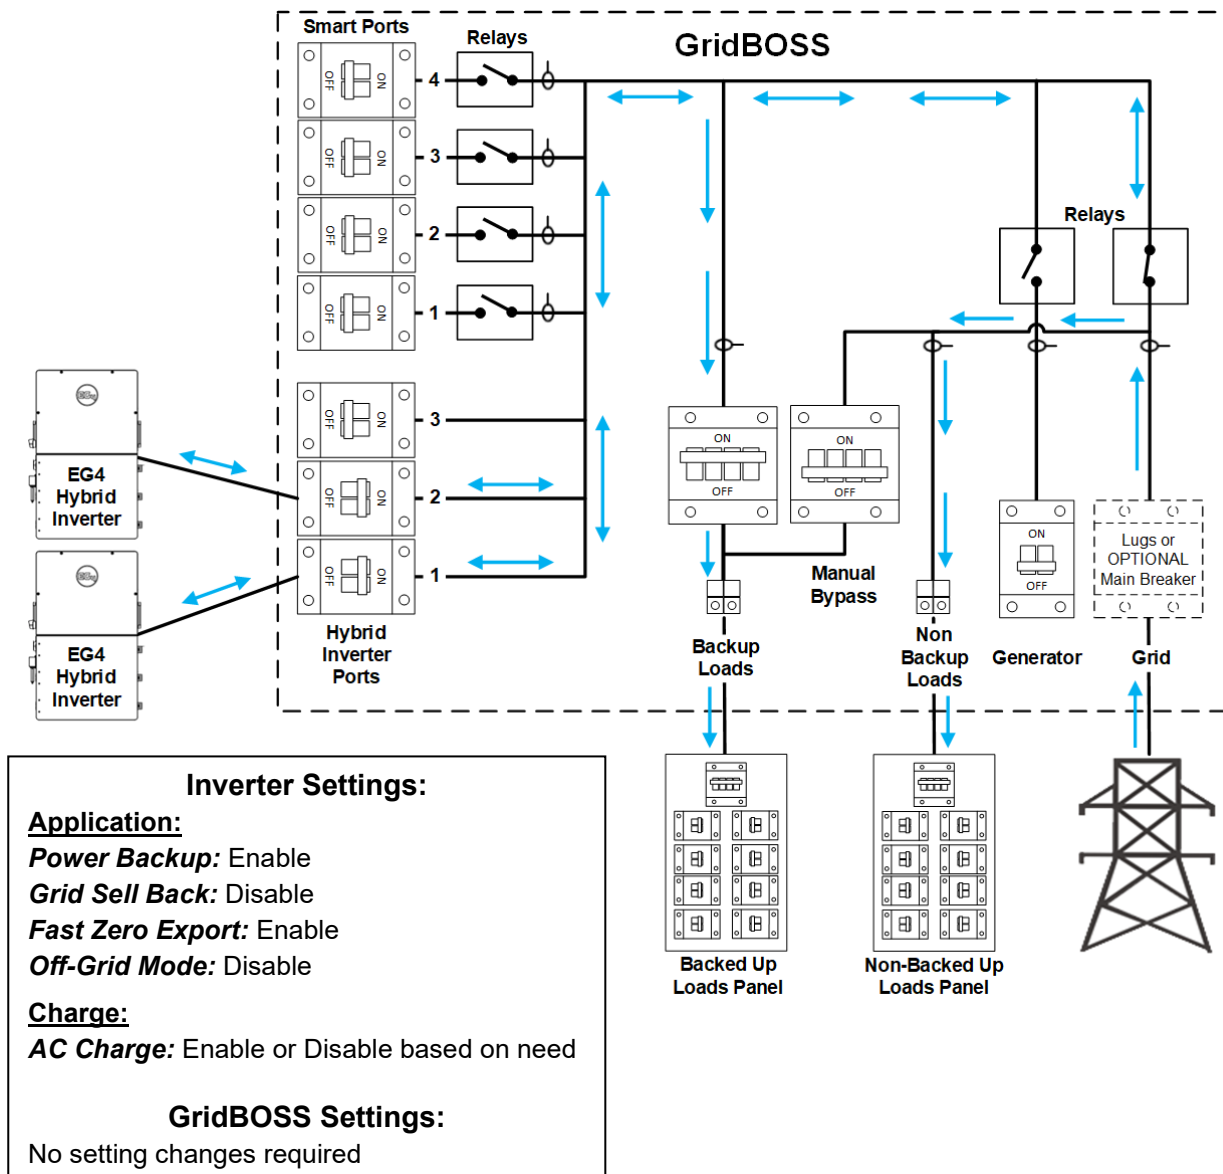 Smart Ports
Relays
GridBOSS
OFF
ON
4
OFF
ON
3
OFF
ON
2
OFF
ON
1
Relays
OFF
ON
3
OFF
ON
2
OFF
ON
1
EG4
Hybrid
Inverter
EG4
Hybrid
Inverter
Hybrid
Inverter
Ports
ON
OFF
ON
OFF
Manual
Bypass
Backup
Loads
Non
Backup
Loads
ON
OFF
Generator
Lugs or
OPTIONAL
Main Breaker
Grid
Backed Up
Loads Panel
Non-Backed Up
Loads Panel
Inverter Settings:
Application:
Power Backup: Enable
Grid Sell Back: Disable
Fast Zero Export: Enable
Off-Grid Mode: Disable
Charge:
AC Charge: Enable or Disable based on need
GridBOSS Settings:
No setting changes required